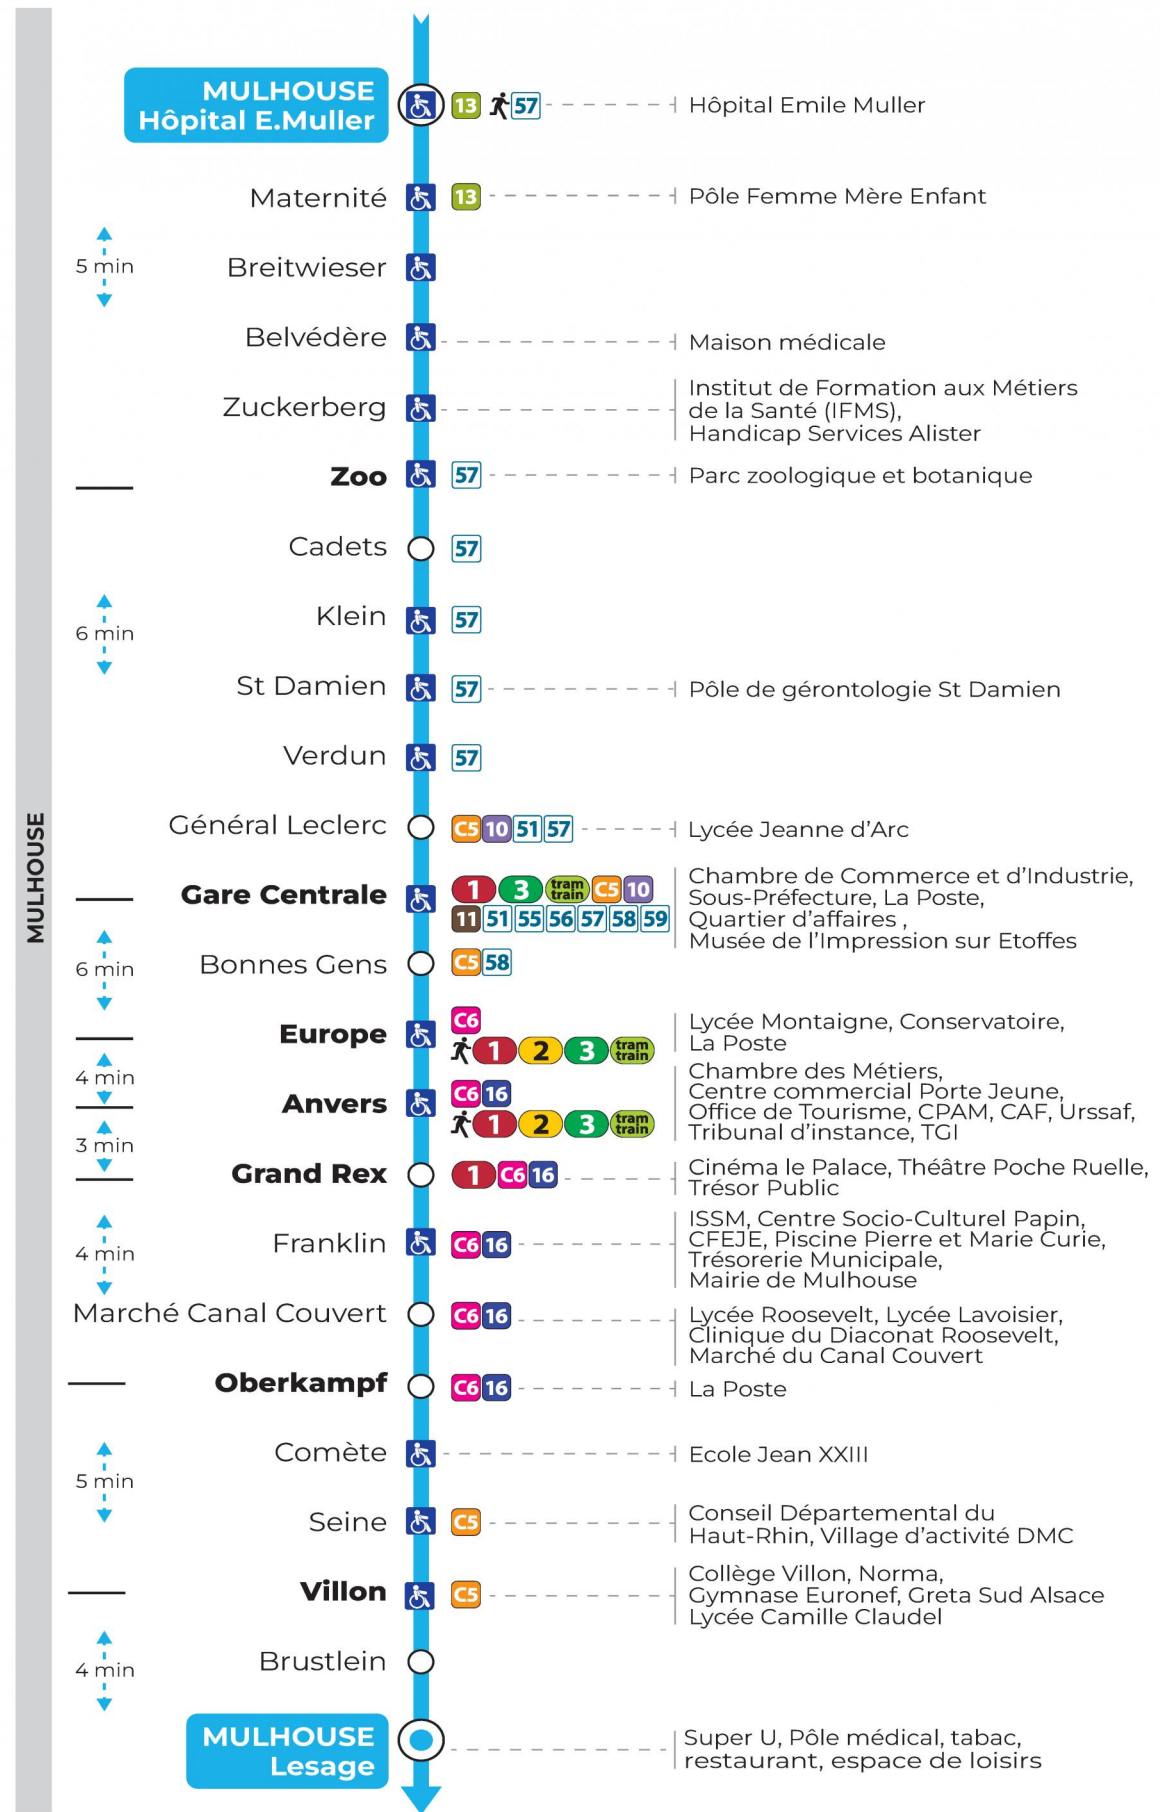 MULHOUSE
MULHOUSE
Hôpital E.Muller
13 57
Hôpital Emile Muller
Maternité
13
Pôle Femme Mère Enfant
5 min
Breitwieser
Belvédère
Maison médicale
Zuckerberg
Institut de Formation aux Métiers
de la Santé (IFMS),
Handicap Services Alister
Zoo
57
Parc zoologique et botanique
Cadets
57
6 min
Klein
57
St Damien
57
Pôle de gérontologie St Damien
Verdun
57
Général Leclerc
C5 10 51 57
Lycée Jeanne d’Arc
Gare Centrale
1 3 tram train C5 10
11 51 55 56 57 58 59
Chambre de Commerce et d’Industrie,
Sous-Préfecture, La Poste,
Quartier d’affaires ,
Musée de l’Impression sur Etoffes
6 min
Bonnes Gens
C5 58
Europe
C6
1 2 3 tram train
Lycée Montaigne, Conservatoire,
La Poste
4 min
Anvers
C6 16
1 2 3 tram train
Chambre des Métiers,
Centre commercial Porte Jeune,
Office de Tourisme, CPAM, CAF, Urssaf,
Tribunal d’instance, TGI
3 min
Grand Rex
1 C6 16
Cinéma le Palace, Théâtre Poche Ruelle,
Trésor Public
4 min
Franklin
C6 16
ISSM, Centre Socio-Culturel Papin,
CFEJE, Piscine Pierre et Marie Curie,
Trésorerie Municipale,
Mairie de Mulhouse
Marché Canal Couvert
C6 16
Lycée Roosevelt, Lycée Lavoisier,
Clinique du Diaconat Roosevelt,
Marché du Canal Couvert
Oberkampf
C6 16
La Poste
Comète
Ecole Jean XXIII
5 min
Seine
C5
Conseil Départemental du
Haut-Rhin, Village d’activité DMC
Villon
C5
Collège Villon, Norma,
Gymnase Euronef, Greta Sud Alsace
Lycée Camille Claudel
4 min
Brustlein
MULHOUSE
Lesage
Super U, Pôle médical, tabac,
restaurant, espace de loisirs